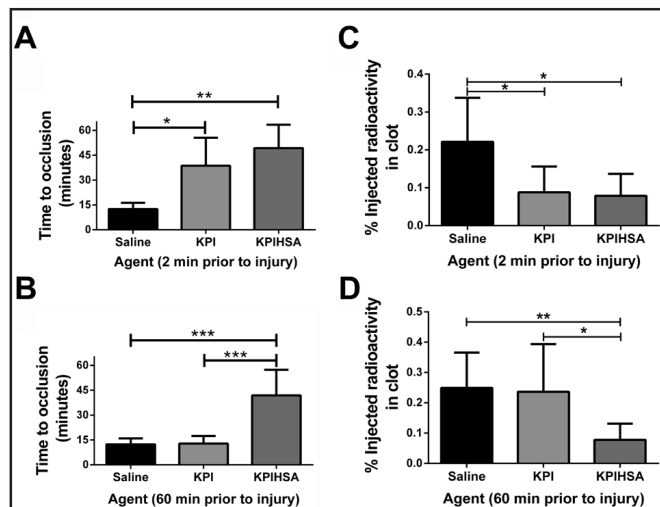 A
Time to occlusion
(minutes)
60
45
30
15
0
*
**
Saline KPI KPIHSA
Agent (2 min prior to injury)
B
Time to occlusion
(minutes)
60
45
30
15
0
***
***
Saline KPI KPIHSA
Agent (60 min prior to injury)
C
% Injected radioactivity
in clot
0.4
0.3
0.2
0.1
0.0
*
*
Saline KPI KPIHSA
Agent (2 min prior to injury)
D
% Injected radioactivity
in clot
0.5
0.4
0.3
0.2
0.1
0.0
**
*
Saline KPI KPIHSA
Agent (60 min prior to injury)